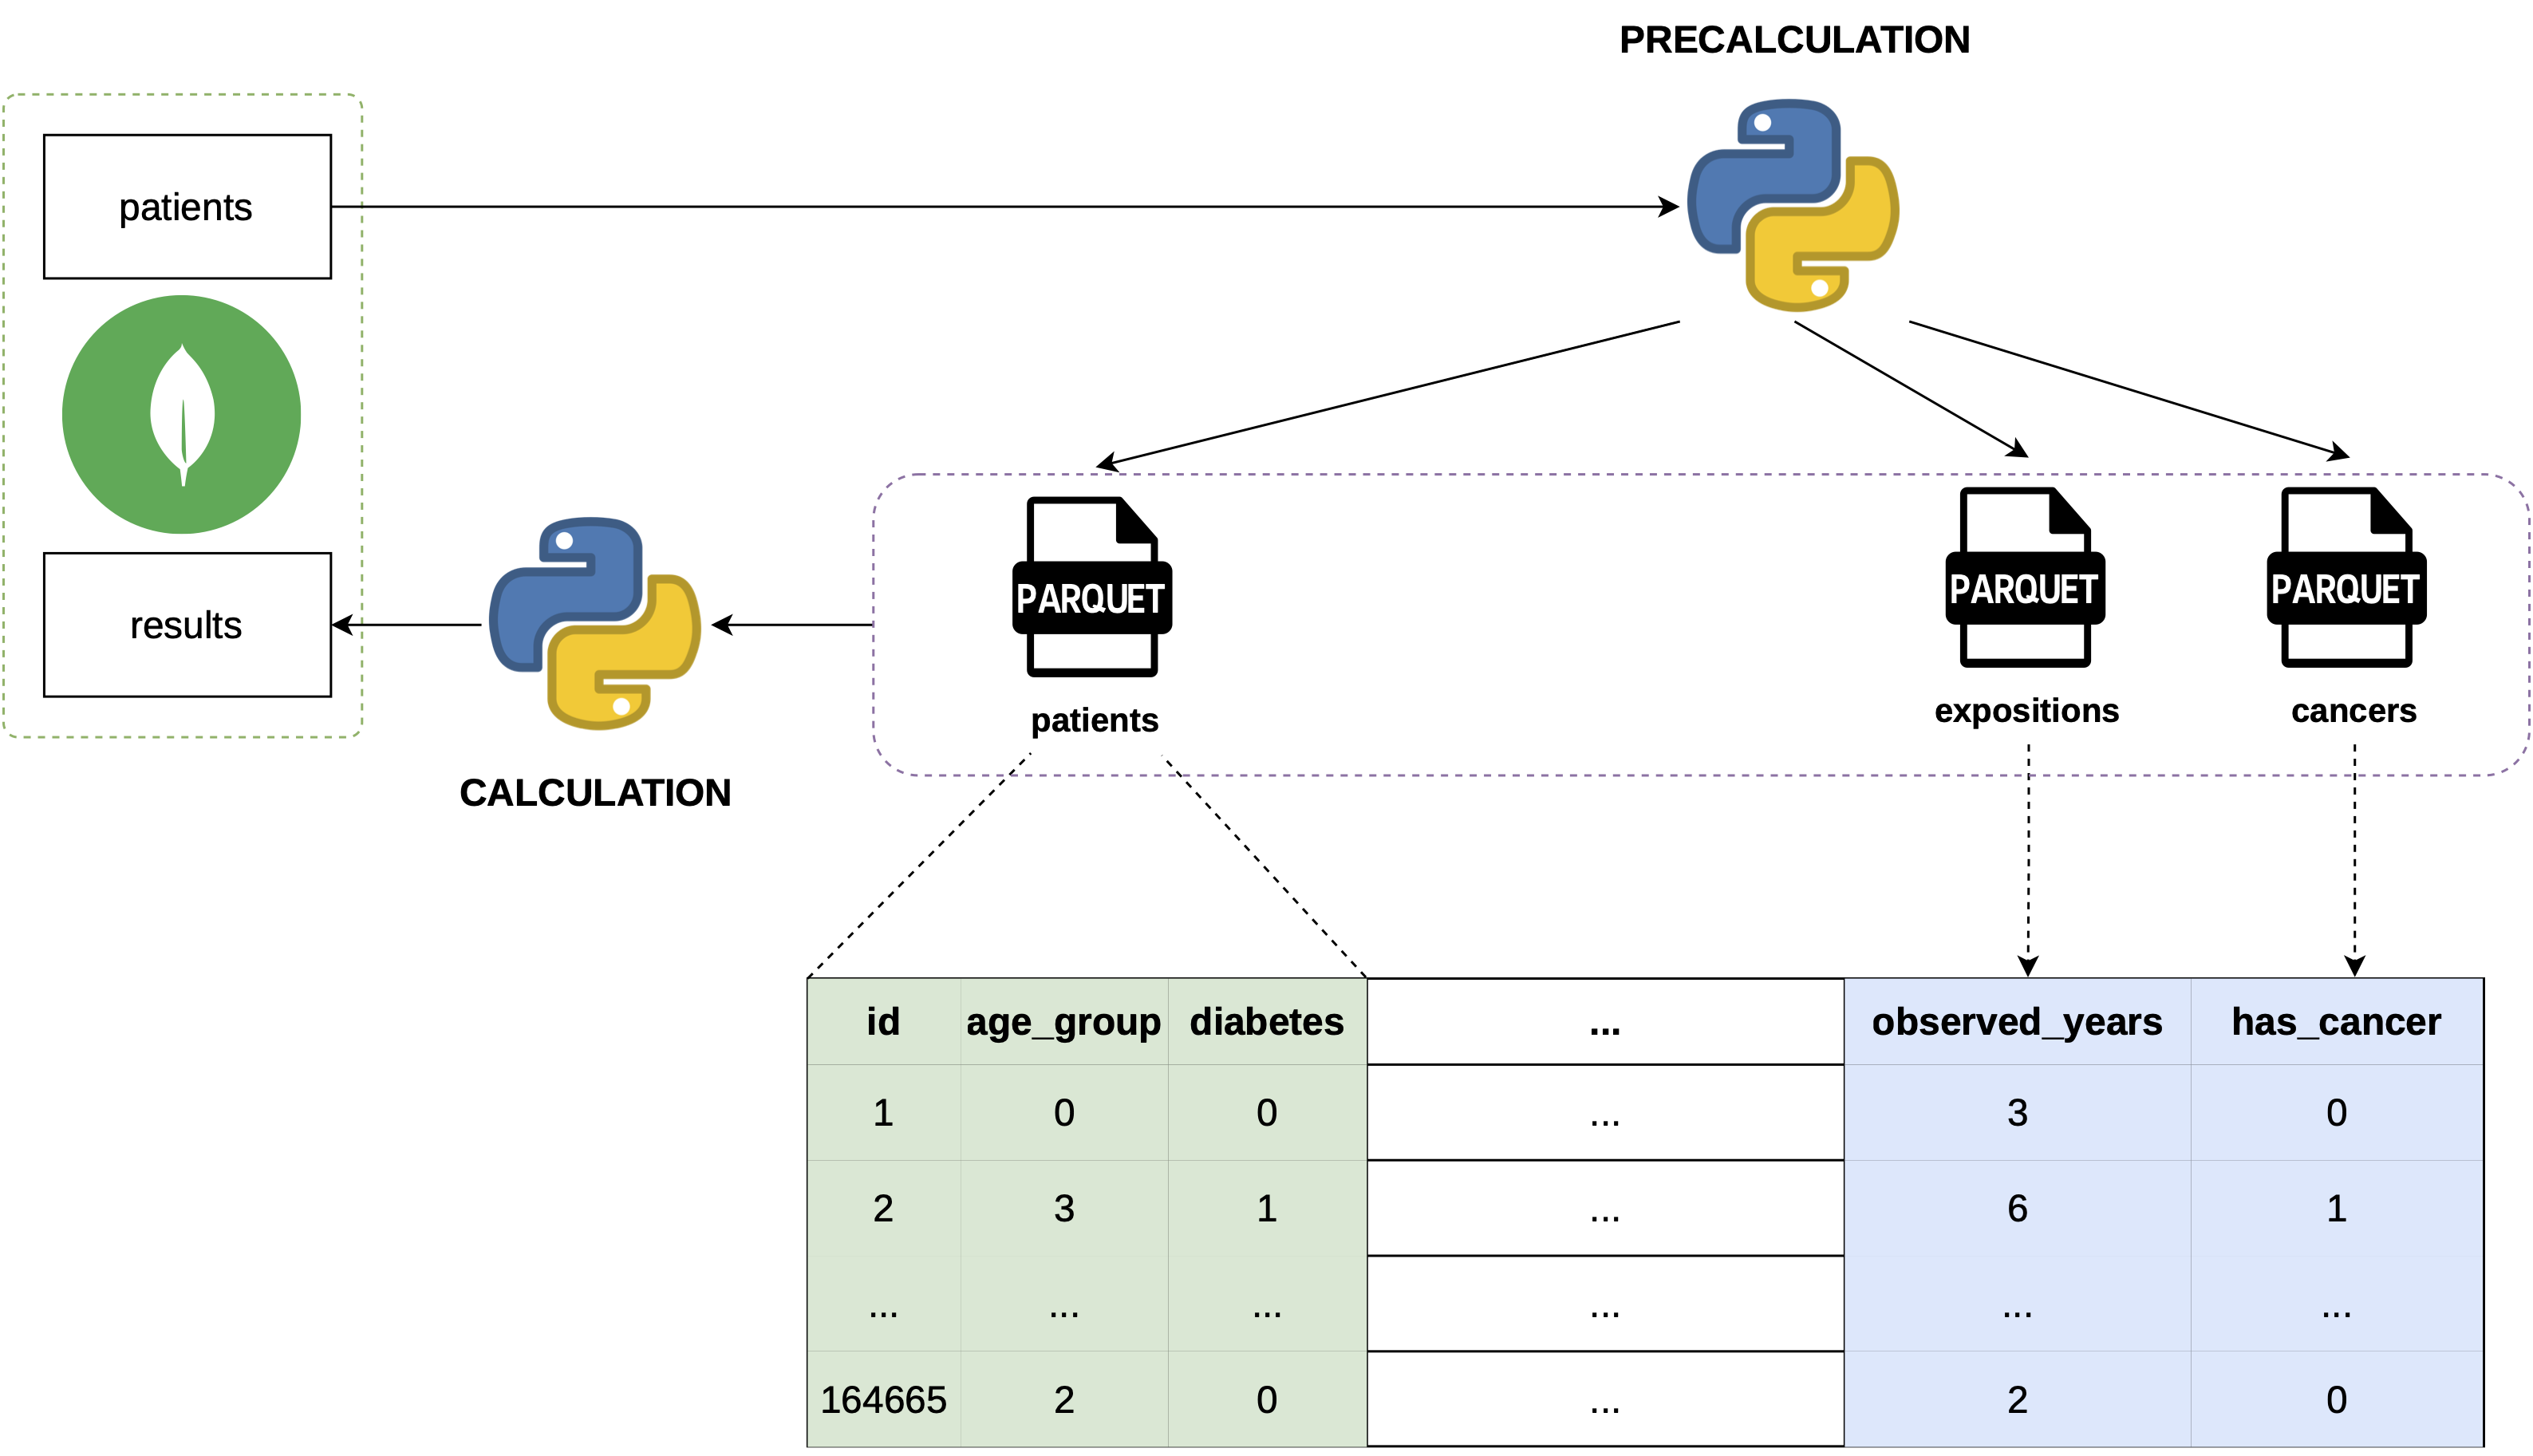 PRECALCULATION
patients
results
CALCULATION
PARQUET
patients
PARQUET
expositions
PARQUET
cancers
id age_group diabetes ... observed_years has_cancer
1 0 0 ... 3 0
2 3 1 ... 6 1
... ... ... ... ... ...
164665 2 0 ... 2 0